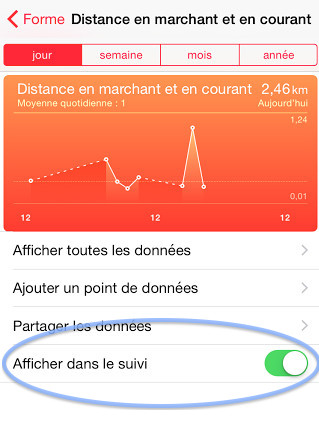 Forme Distance en marchant et en courant
jour semaine mois année
Distance en marchant et en courant 2,46 km
Moyenne quotidienne : 1 Aujourd'hui
1,24
0,01
12 12 12
Afficher toutes les données
Ajouter un point de données
Partager les données
Afficher dans le suivi